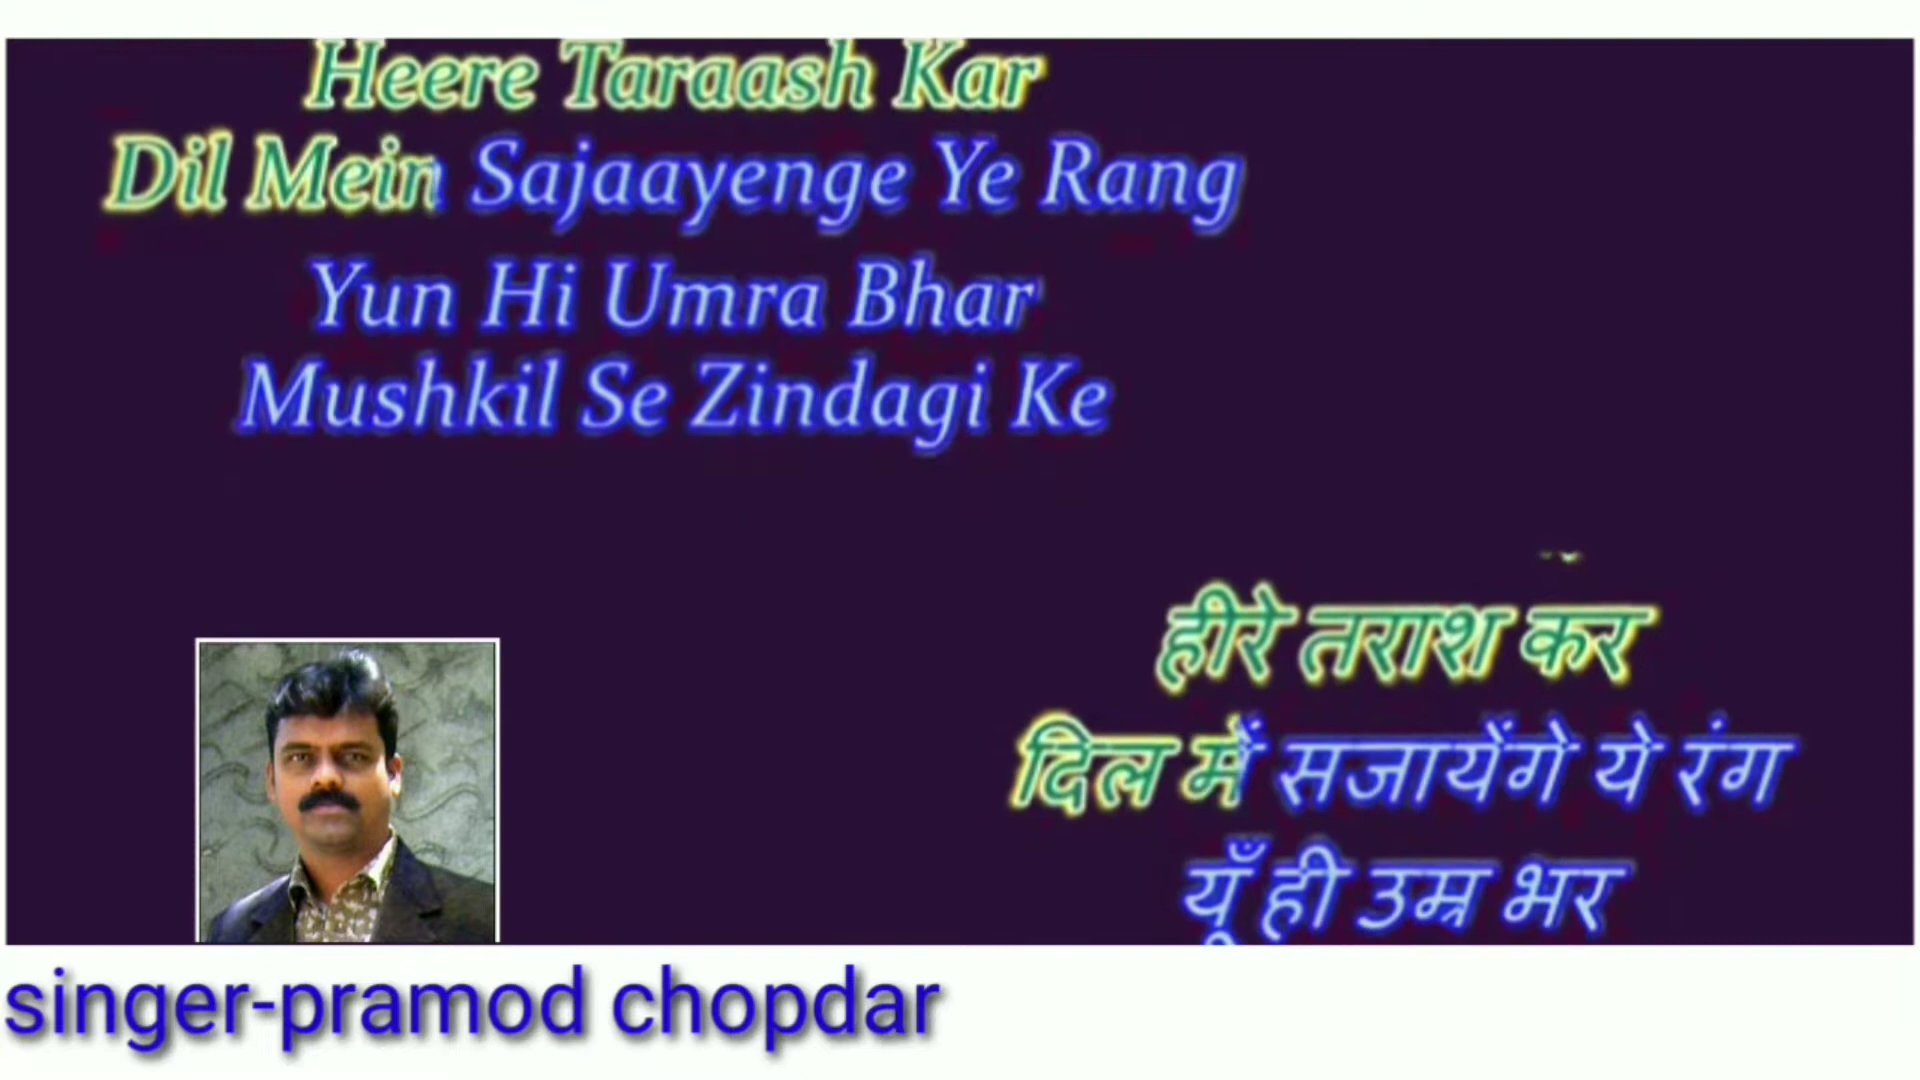 Heere Taraash Kar
Dil Mein Sajaayenge Ye Rang
Yun Hi Umra Bhar
Mushkil Se Zindagi Ke
हीरे तराश कर
दिल में सजायेंगे ये रंग
यूँ ही उम्र भर
singer-pramod chopdar